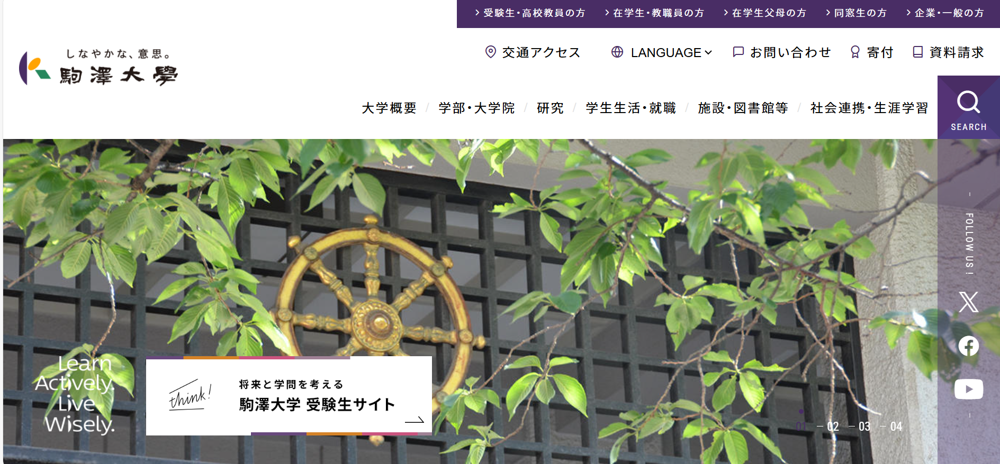 受験生・高校教員の方
在学生・教職員の方
在学生父母の方
同窓生の方
企業・一般の方
しなやかな、意思。
駒澤大學
交通アクセス
LANGUAGE
お問い合わせ
寄付
資料請求
大学概要 / 学部・大学院 / 研究 / 学生生活・就職 / 施設・図書館等 / 社会連携・生涯学習
SEARCH
FOLLOW US !
Learn
Actively.
Live
Wisely.
think!
将来と学問を考える
駒澤大学 受験生サイト
01 — 02 — 03 — 04